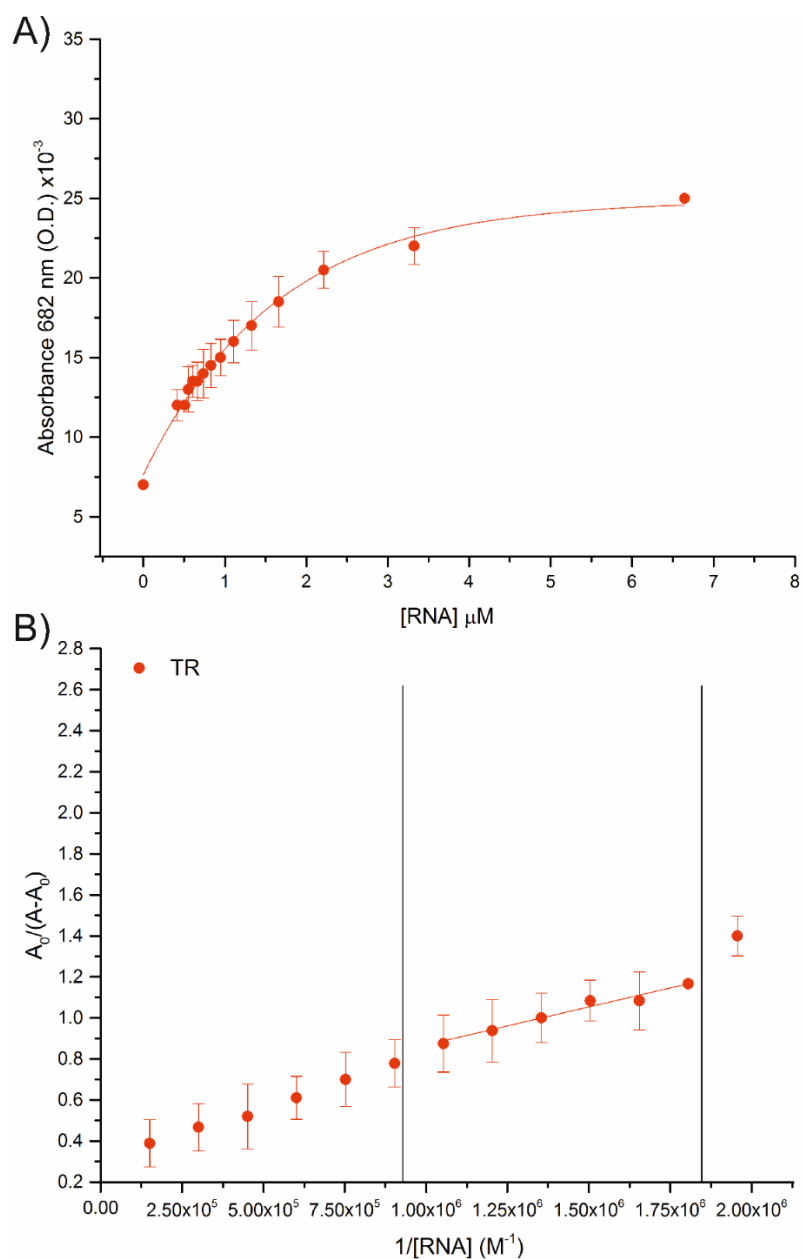 A)
35
30
25
20
15
10
5
Absorbance 682 nm (O.D.) x10⁻³
0 1 2 3 4 5 6 7 8
[RNA] μM
B)
TR
2.8
2.6
2.4
2.2
2.0
1.8
1.6
1.4
1.2
1.0
0.8
0.6
0.4
0.2
A₀/(A-A₀)
0.00 2.50x10⁵ 5.00x10⁵ 7.50x10⁵ 1.00x10⁶ 1.25x10⁶ 1.50x10⁶ 1.75x10⁶ 2.00x10⁶
1/[RNA] (M⁻¹)